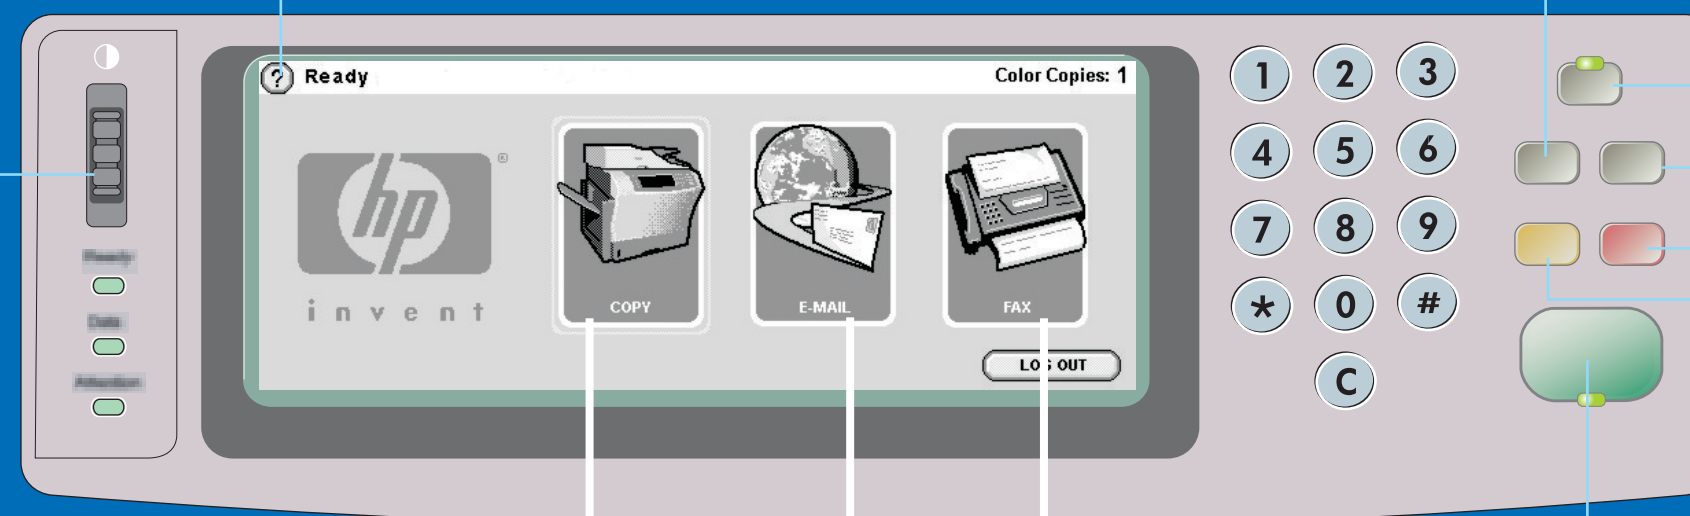 ? Ready
Color Copies: 1
hp
®
invent
COPY
E-MAIL
FAX
LOG OUT
1 2 3
4 5 6
7 8 9
* 0 #
C